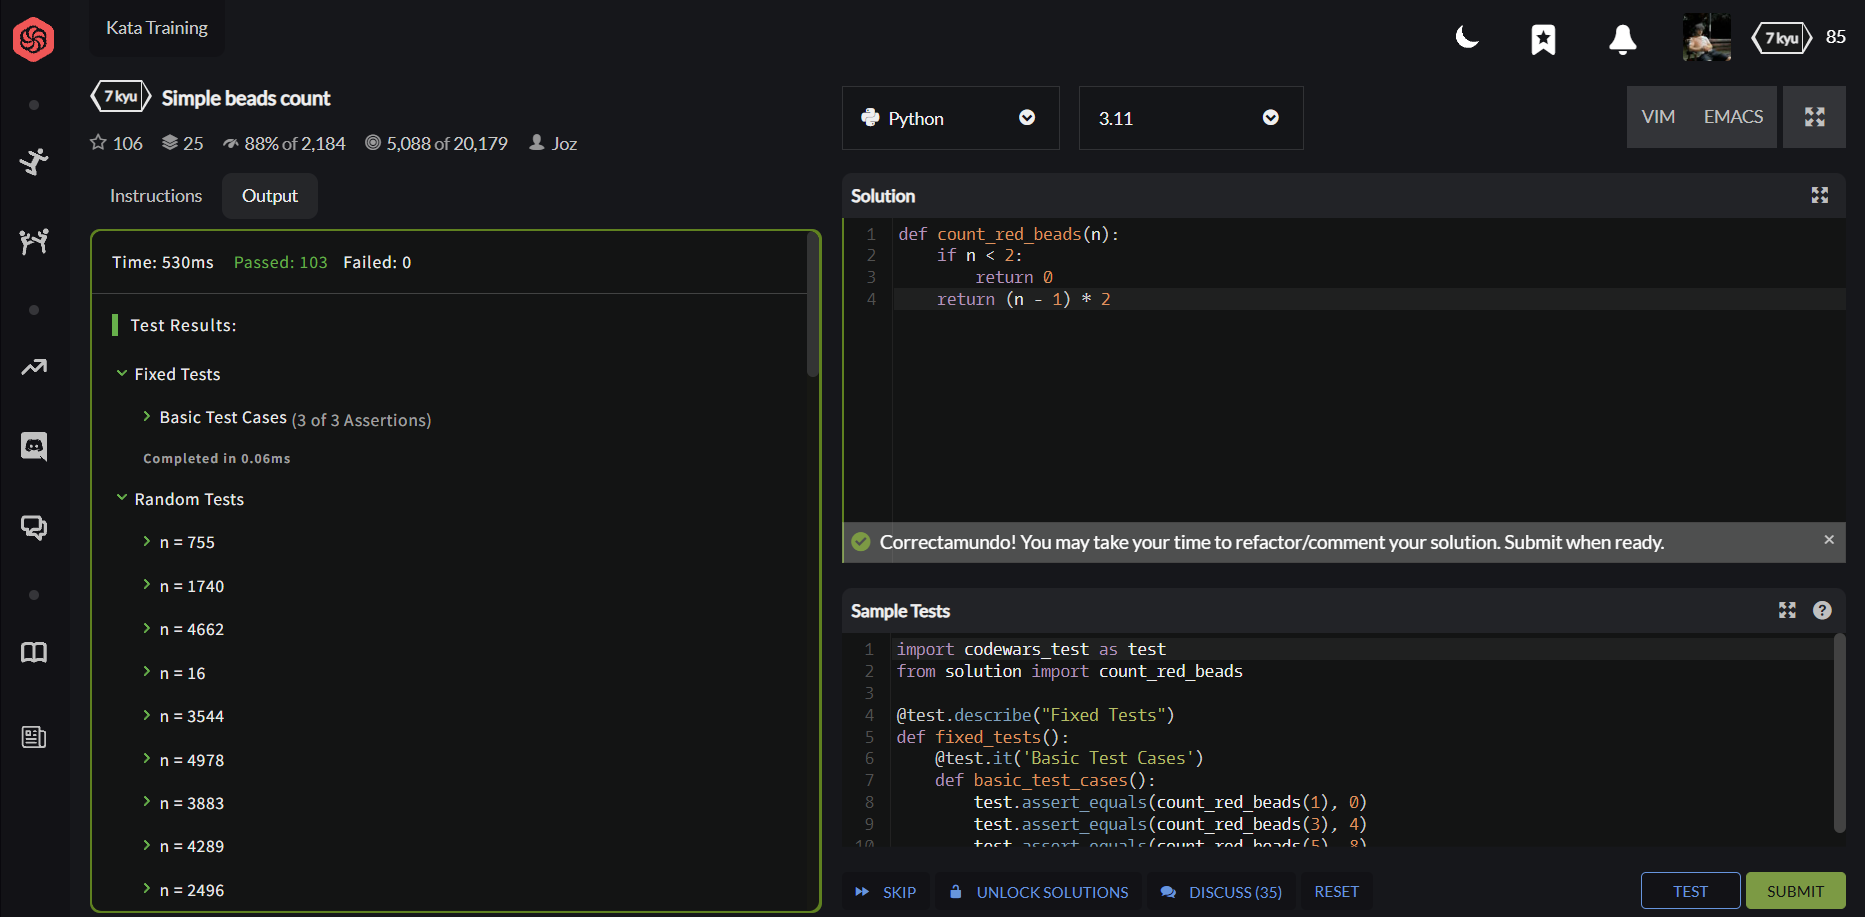 Kata Training
7 kyu
85
7 kyu Simple beads count
106 25 88% of 2,184 5,088 of 20,179 Joz
Python
3.11
VIM EMACS
Instructions
Output
Time: 530ms Passed: 103 Failed: 0
Test Results:
Fixed Tests
Basic Test Cases (3 of 3 Assertions)
Completed in 0.06ms
Random Tests
n = 755
n = 1740
n = 4662
n = 16
n = 3544
n = 4978
n = 3883
n = 4289
n = 2496
Solution
1 def count_red_beads(n):
2     if n < 2:
3         return 0
4     return (n - 1) * 2
Correctamundo! You may take your time to refactor/comment your solution. Submit when ready. ×
Sample Tests
?
1 import codewars_test as test
2 from solution import count_red_beads
3
4 @test.describe("Fixed Tests")
5 def fixed_tests():
6     @test.it('Basic Test Cases')
7     def basic_test_cases():
8         test.assert_equals(count_red_beads(1), 0)
9         test.assert_equals(count_red_beads(3), 4)
10         test.assert_equals(count_red_beads(5), 8)
SKIP
UNLOCK SOLUTIONS
DISCUSS (35)
RESET
TEST
SUBMIT